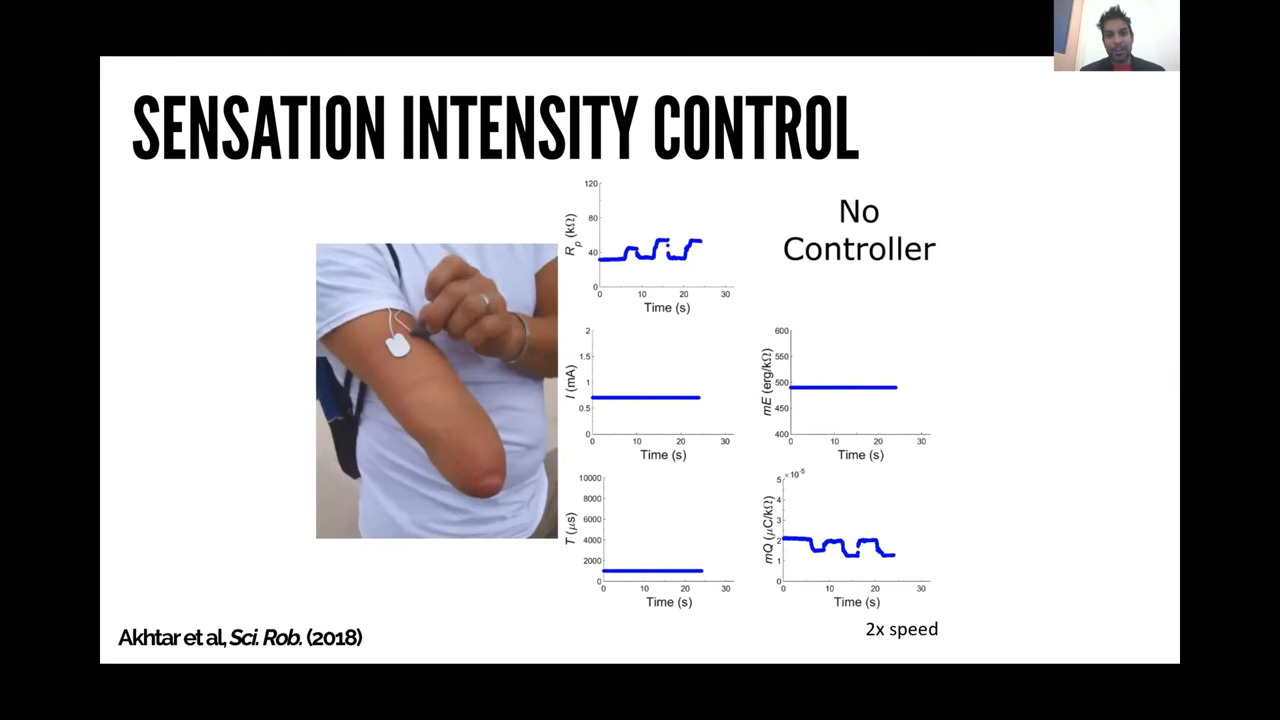 SENSATION INTENSITY CONTROL
No
Controller
120
80
40
0
R_p (kΩ)
0 10 20 30
Time (s)
2
1.5
1
0.5
0
I (mA)
0 10 20 30
Time (s)
600
550
500
450
400
mE (erg/kΩ)
0 10 20 30
Time (s)
10000
8000
6000
4000
2000
0
T (μs)
0 10 20 30
Time (s)
×10^-5
5
4
3
2
1
0
mQ (μC/kΩ)
0 10 20 30
Time (s)
2x speed
Akhtar et al, Sci. Rob. (2018)